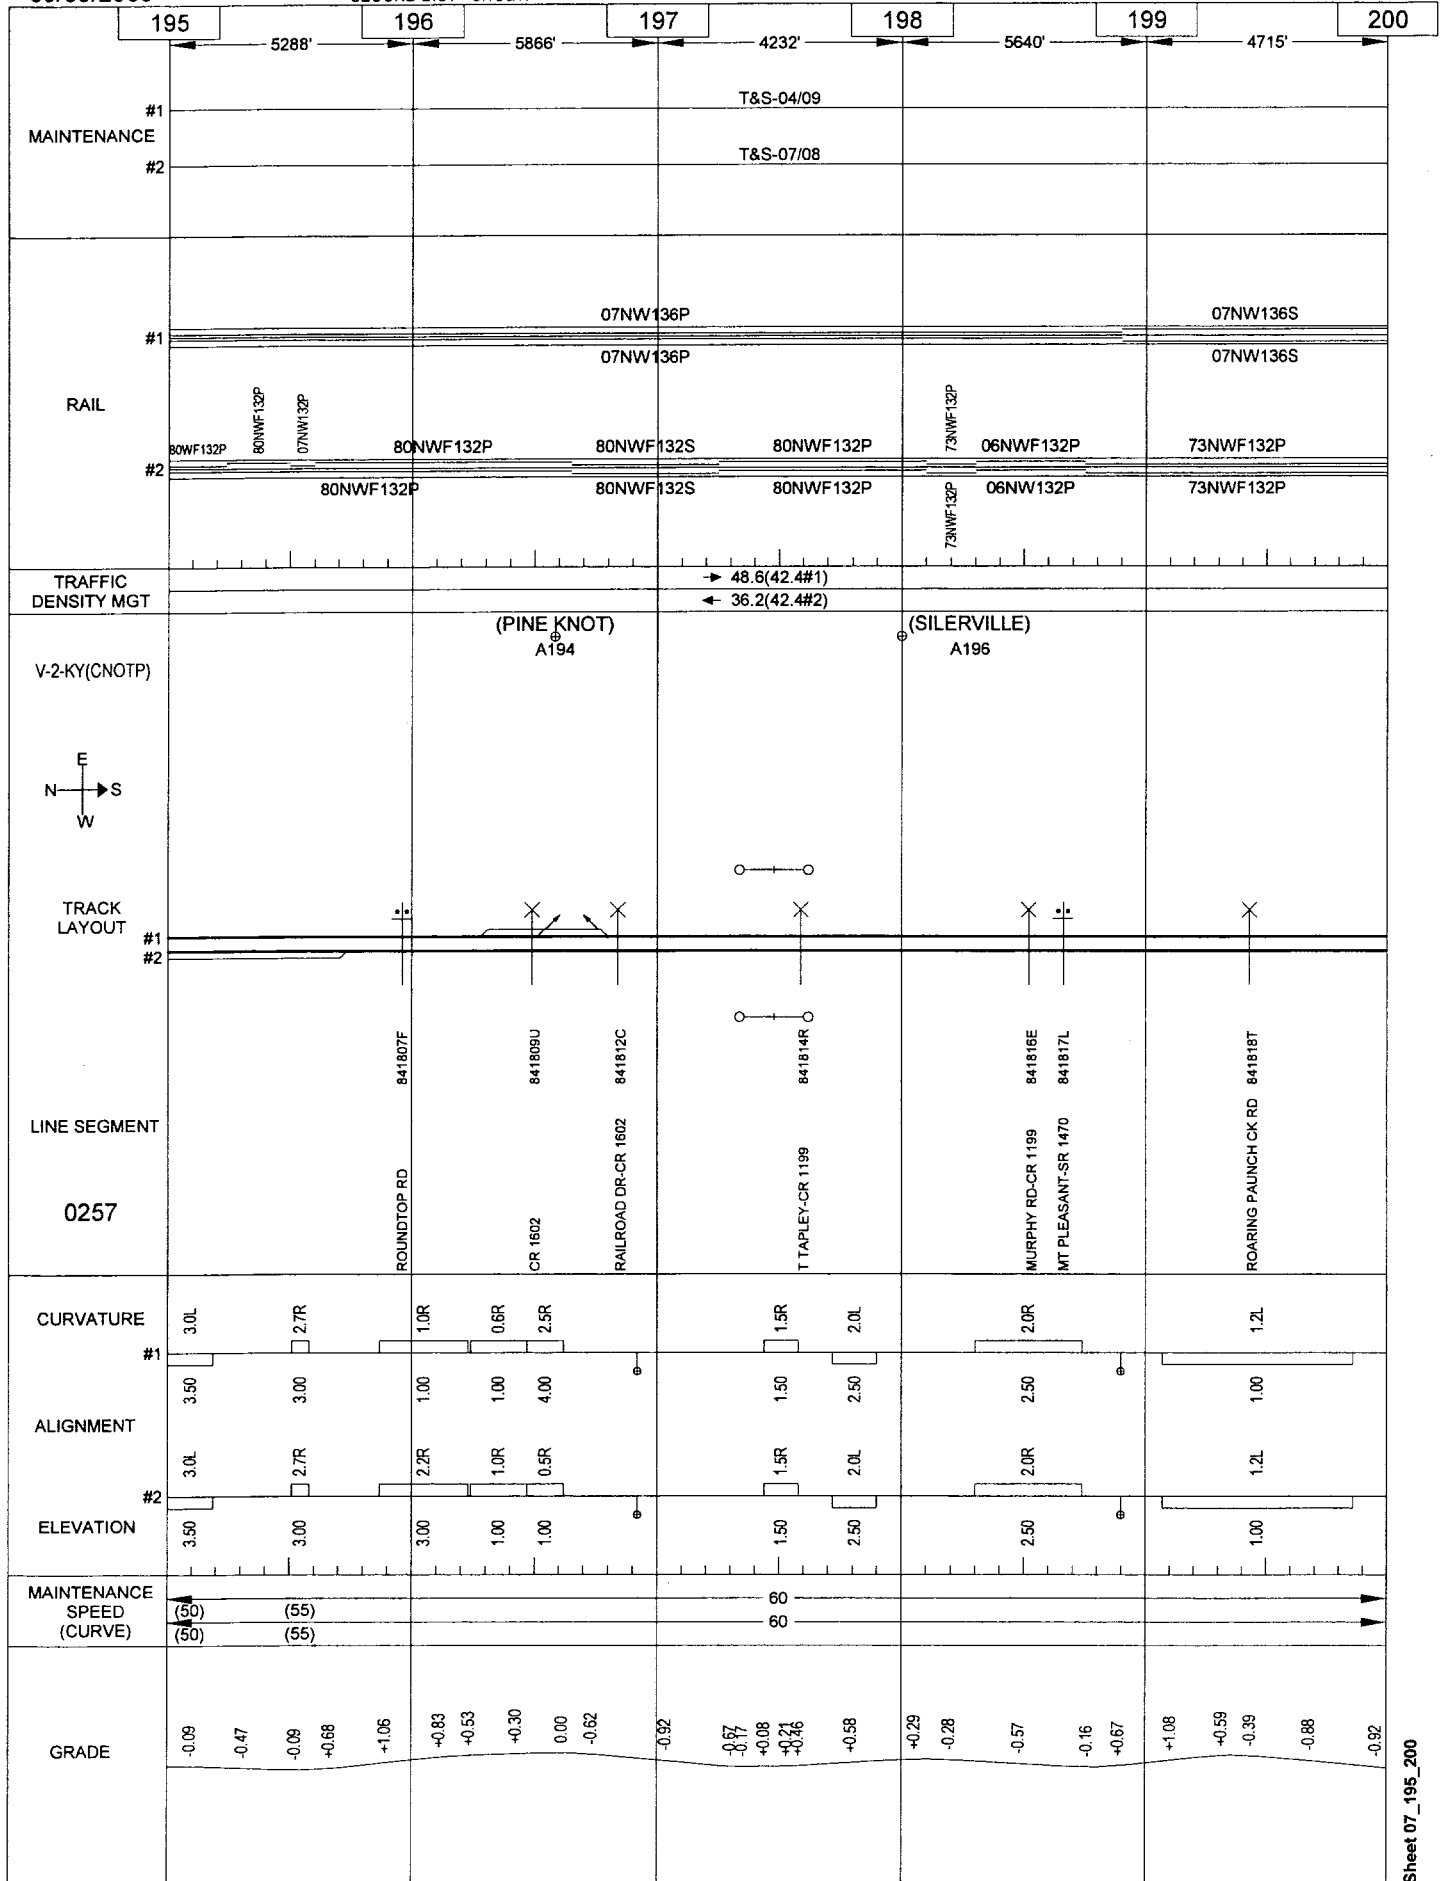 195 196 197 198 199 200
5288' 5866' 4232' 5640' 4715'
#1 T&S-04/09
MAINTENANCE
#2 T&S-07/08
07NW136P 07NW136S
#1
07NW136P 07NW136S
RAIL
80WF132P 80NWF132P 07NW132P 80NWF132P 80NWF132S 80NWF132P 73NWF132P 06NWF132P 73NWF132P
#2
80NWF132P 80NWF132S 80NWF132P 73NWF132P 06NW132P 73NWF132P
TRAFFIC
DENSITY MGT
48.6(42.4#1)
36.2(42.4#2)
(PINE KNOT) (SILERVILLE)
A194 A196
V-2-KY(CNOTP)
E
N S
W
TRACK
LAYOUT
#1
#2
LINE SEGMENT
0257
ROUNDTOP RD 841807F
CR 1602 841809U
RAILROAD DR-CR 1602 841812C
T TAPLEY-CR 1199 841814R
MURPHY RD-CR 1199 841816E
MT PLEASANT-SR 1470 841817L
ROARING PAUNCH CK RD 841818T
CURVATURE 3.0L 2.7R 1.0R 0.6R 2.5R 1.5R 2.0L 2.0R 1.2L
#1
3.50 3.00 1.00 1.00 4.00 1.50 2.50 2.50 1.00
ALIGNMENT
3.0L 2.7R 2.2R 1.0R 0.5R 1.5R 2.0L 2.0R 1.2L
#2
ELEVATION 3.50 3.00 3.00 1.00 1.00 1.50 2.50 2.50 1.00
MAINTENANCE
SPEED
(CURVE)
60
(50) (55)
60
(50) (55)
GRADE -0.09 -0.47 -0.09 +0.68 +1.06 +0.83 +0.53 +0.30 0.00 -0.62 -0.92 -0.67 -0.17 +0.08 +0.21 +0.46 +0.58 +0.29 -0.28 -0.57 -0.16 +0.67 +1.08 +0.59 -0.39 -0.88 -0.92
Sheet 07_195_200